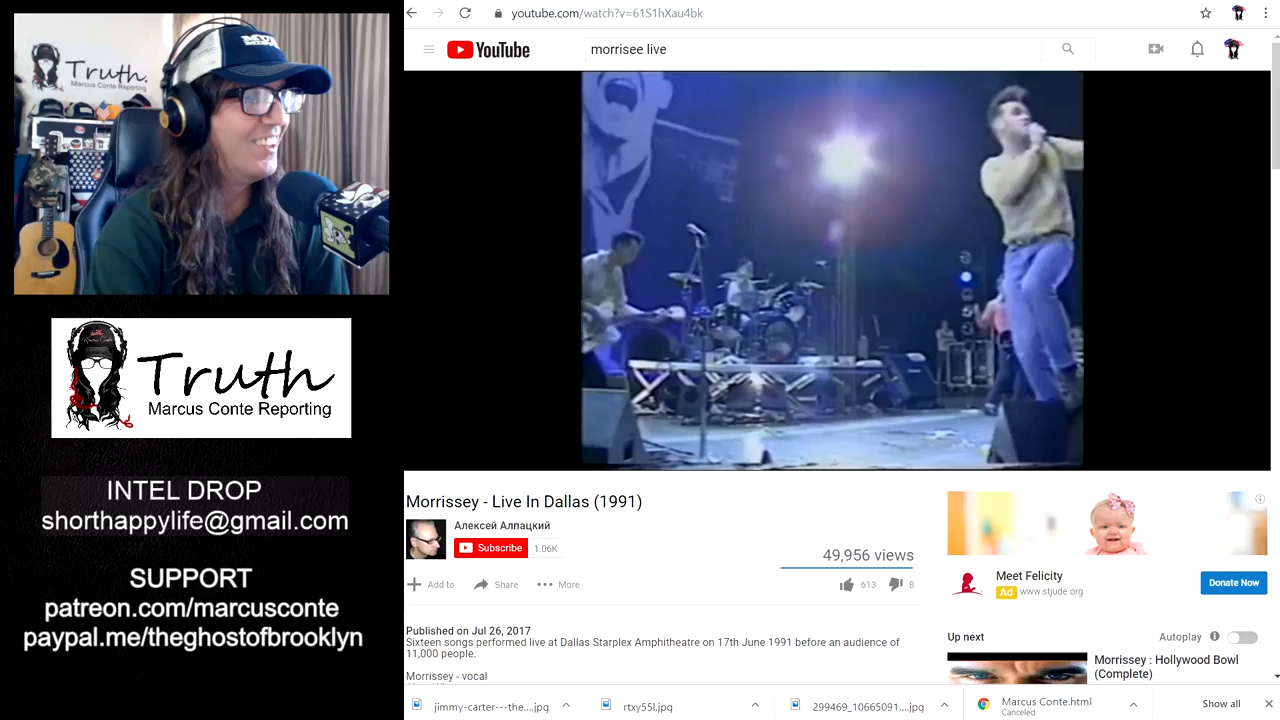 youtube.com/watch?v=61S1hXau4bk
YouTube
morrisee live
Truth.
Marcus Conte Reporting
Truth
Marcus Conte Reporting
INTEL DROP
shorthappylife@gmail.com
SUPPORT
patreon.com/marcusconte
paypal.me/theghostofbrooklyn
Morrissey - Live In Dallas (1991)
Алексей Алпацкий
Subscribe 1.06K
49,956 views
Add to Share More 613 8
Published on Jul 26, 2017
Sixteen songs performed live at Dallas Starplex Amphitheatre on 17th June 1991 before an audience of
11,000 people.
Morrissey - vocal
Meet Felicity
Ad www.stjude.org
Donate Now
Up next Autoplay
Morrissey : Hollywood Bowl
(Complete)
jimmy-carter---the....jpg
rtxy55l.jpg
299469_10665091....jpg
Marcus Conte.html
Canceled
Show all